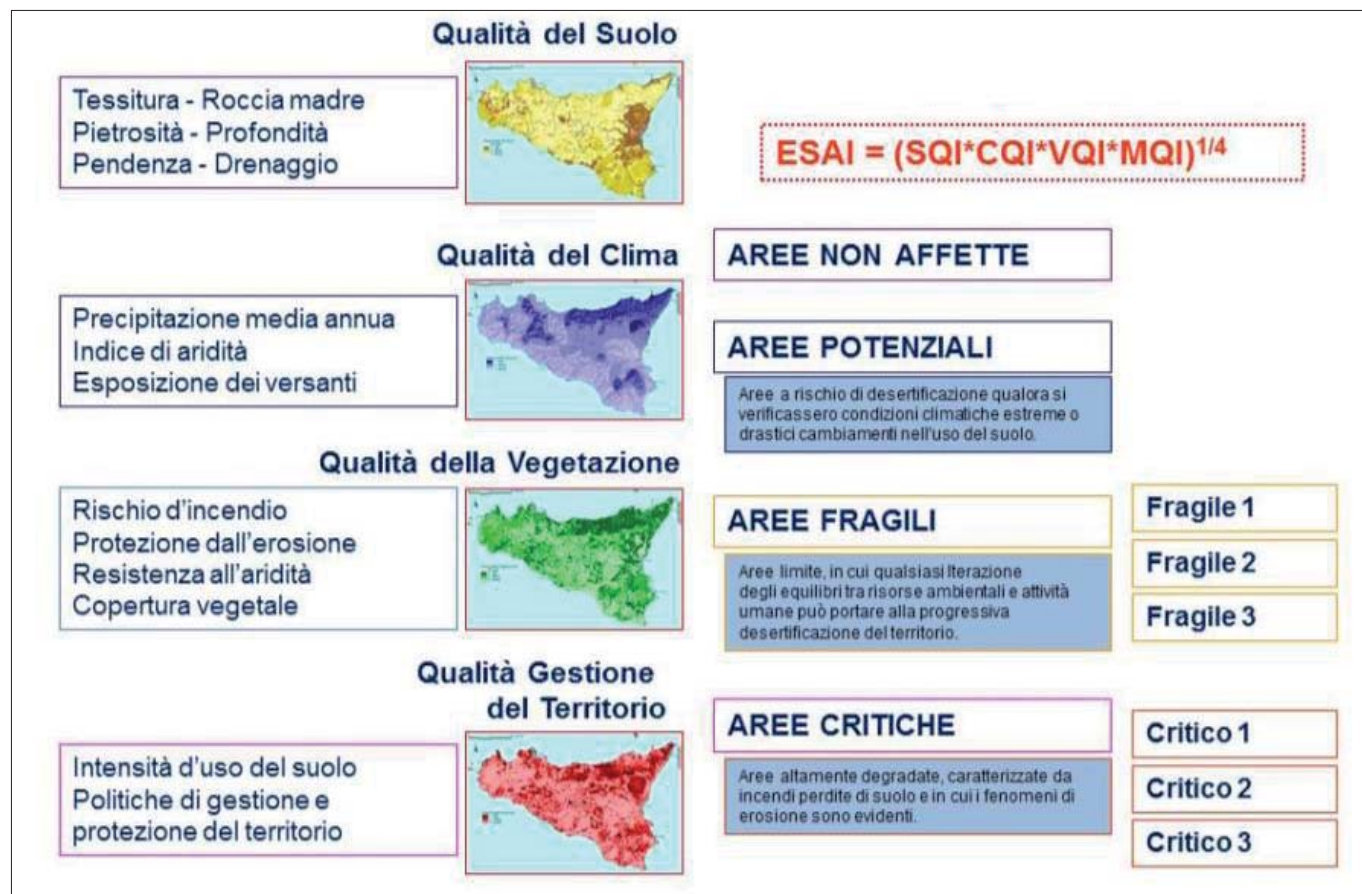 Qualità del Suolo
Tessitura - Roccia madre
Pietrosità - Profondità
Pendenza - Drenaggio
ESAI = (SQI*CQI*VQI*MQI)1/4
Qualità del Clima
Precipitazione media annua
Indice di aridità
Esposizione dei versanti
Qualità della Vegetazione
Rischio d'incendio
Protezione dall'erosione
Resistenza all'aridità
Copertura vegetale
Qualità Gestione
del Territorio
Intensità d'uso del suolo
Politiche di gestione e
protezione del territorio
AREE NON AFFETTE
AREE POTENZIALI
Aree a rischio di desertificazione qualora si
verificassero condizioni climatiche estreme o
drastici cambiamenti nell'uso del suolo.
AREE FRAGILI
Aree limite, in cui qualsiasi Iterazione
degli equilibri tra risorse ambientali e attività
umane può portare alla progressiva
desertificazione del territorio.
Fragile 1
Fragile 2
Fragile 3
AREE CRITICHE
Aree altamente degradate, caratterizzate da
incendi perdite di suolo e in cui i fenomeni di
erosione sono evidenti.
Critico 1
Critico 2
Critico 3